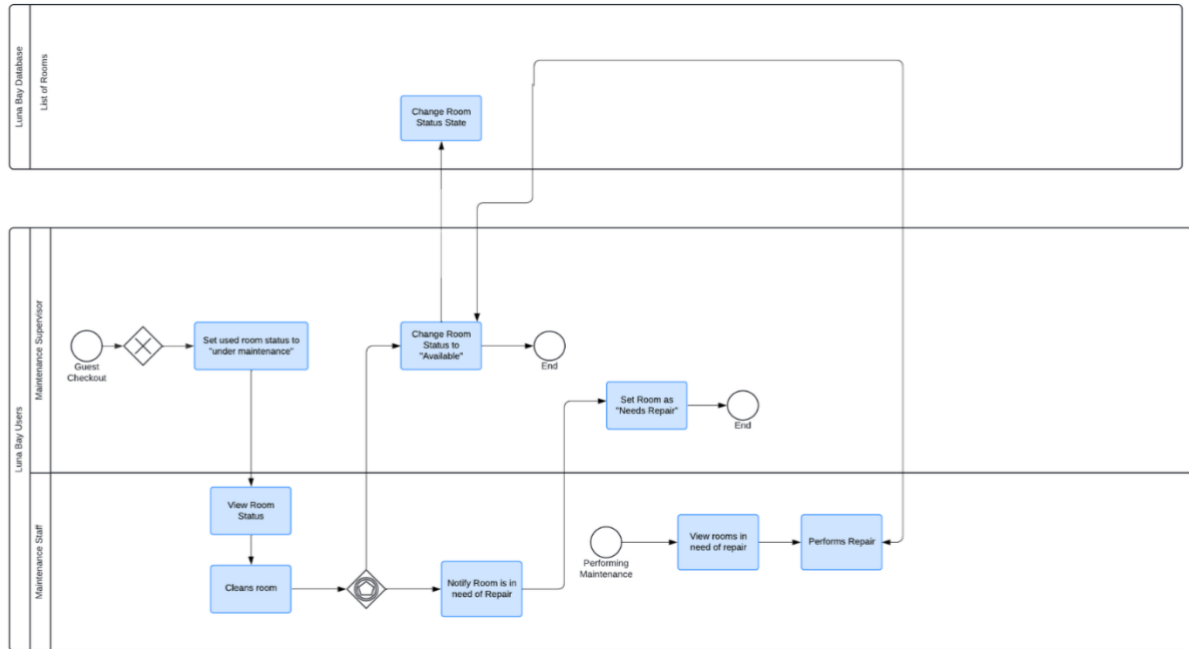 Luna Bay Database
List of Rooms
Change Room
Status State
Luna Bay Users
Maintenance Supervisor
Guest
Checkout
Set used room status to
"under maintenance"
Change Room
Status to
"Available"
End
Set Room as
"Needs Repair"
End
Maintenance Staff
View Room
Status
Cleans room
Notify Room is in
need of Repair
Performing
Maintenance
View rooms in
need of repair
Performs Repair